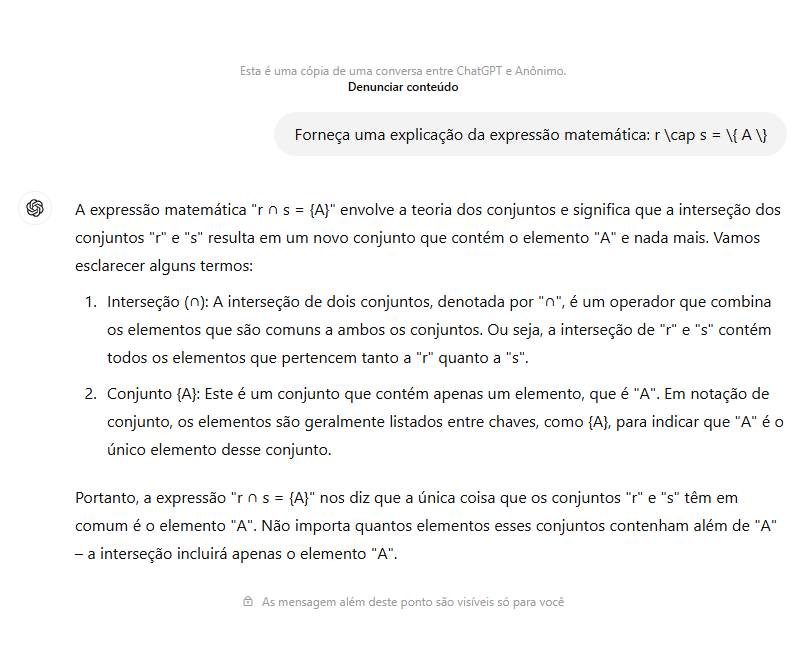 Esta é uma cópia de uma conversa entre ChatGPT e Anônimo.
Denunciar conteúdo
Forneça uma explicação da expressão matemática: r \cap s = \{ A \}
A expressão matemática "r ∩ s = {A}" envolve a teoria dos conjuntos e significa que a interseção dos
conjuntos "r" e "s" resulta em um novo conjunto que contém o elemento "A" e nada mais. Vamos
esclarecer alguns termos:
1. Interseção (∩): A interseção de dois conjuntos, denotada por "∩", é um operador que combina
os elementos que são comuns a ambos os conjuntos. Ou seja, a interseção de "r" e "s" contém
todos os elementos que pertencem tanto a "r" quanto a "s".
2. Conjunto {A}: Este é um conjunto que contém apenas um elemento, que é "A". Em notação de
conjunto, os elementos são geralmente listados entre chaves, como {A}, para indicar que "A" é o
único elemento desse conjunto.
Portanto, a expressão "r ∩ s = {A}" nos diz que a única coisa que os conjuntos "r" e "s" têm em
comum é o elemento "A". Não importa quantos elementos esses conjuntos contenham além de "A"
– a interseção incluirá apenas o elemento "A".
As mensagem além deste ponto são visíveis só para você